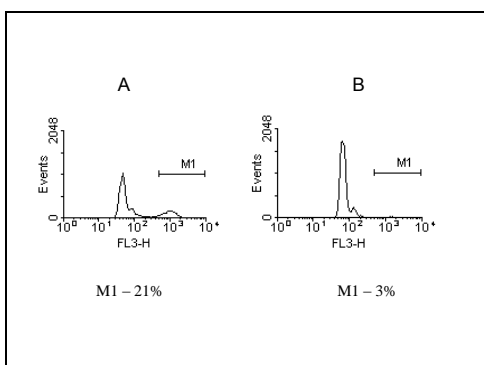 A
2048
Events
0
M1
10⁰ 10¹ 10² 10³ 10⁴
FL3-H
M1 – 21%
B
2048
Events
0
M1
10⁰ 10¹ 10² 10³ 10⁴
FL3-H
M1 – 3%